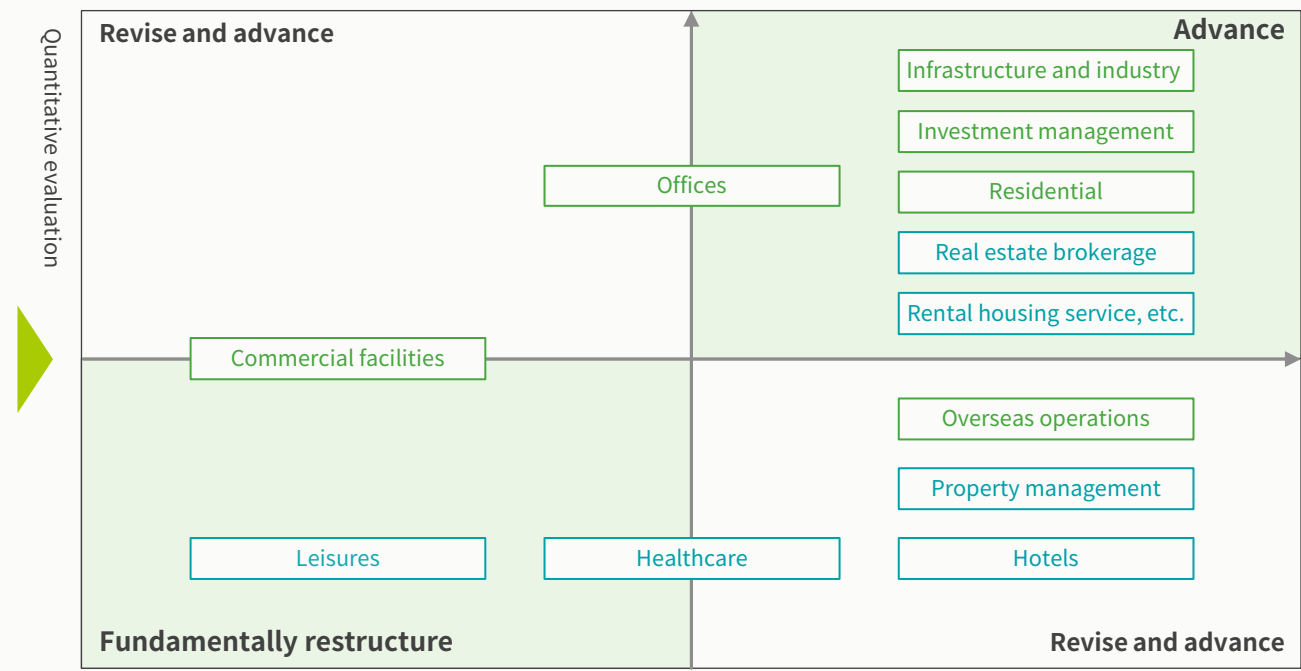 Quantitative evaluation
Revise and advance
Advance
Infrastructure and industry
Investment management
Offices
Residential
Real estate brokerage
Rental housing service, etc.
Commercial facilities
Overseas operations
Property management
Leisures
Healthcare
Hotels
Fundamentally restructure
Revise and advance